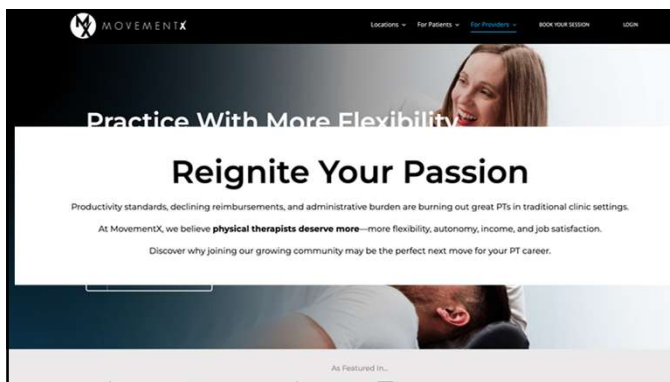 MOVEMENTX
Locations For Patients For Providers BOOK YOUR SESSION LOGIN
Practice With More Flexibility
Reignite Your Passion
Productivity standards, declining reimbursements, and administrative burden are burning out great PTs in traditional clinic settings.
At MovementX, we believe physical therapists deserve more—more flexibility, autonomy, income, and job satisfaction.
Discover why joining our growing community may be the perfect next move for your PT career.
As Featured In...